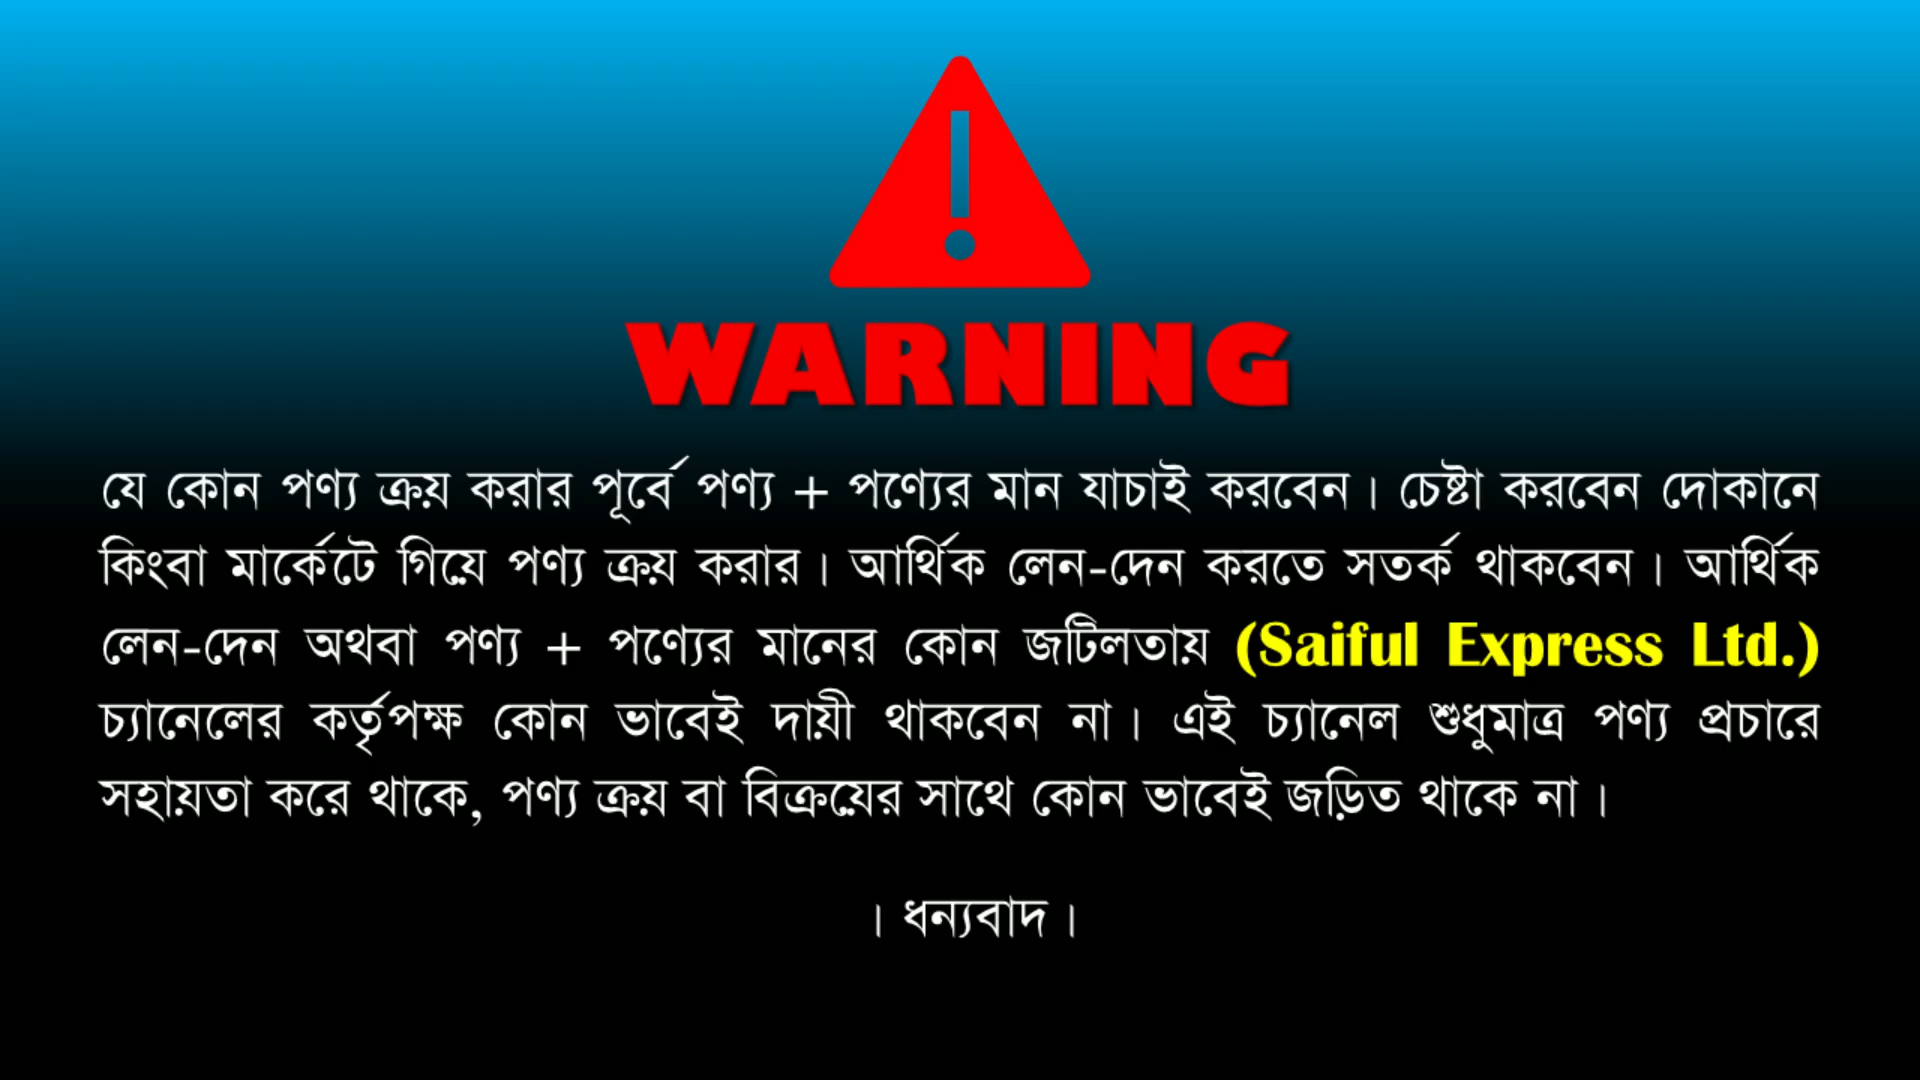 WARNING
যে কোন পণ্য ক্রয় করার পূর্বে পণ্য + পণ্যের মান যাচাই করবেন। চেষ্টা করবেন দোকানে
কিংবা মার্কেটে গিয়ে পণ্য ক্রয় করার। আর্থিক লেন-দেন করতে সতর্ক থাকবেন। আর্থিক
লেন-দেন অথবা পণ্য + পণ্যের মানের কোন জটিলতায় (Saiful Express Ltd.)
চ্যানেলের কর্তৃপক্ষ কোন ভাবেই দায়ী থাকবেন না। এই চ্যানেল শুধুমাত্র পণ্য প্রচারে
সহায়তা করে থাকে, পণ্য ক্রয় বা বিক্রয়ের সাথে কোন ভাবেই জড়িত থাকে না।
। ধন্যবাদ ।